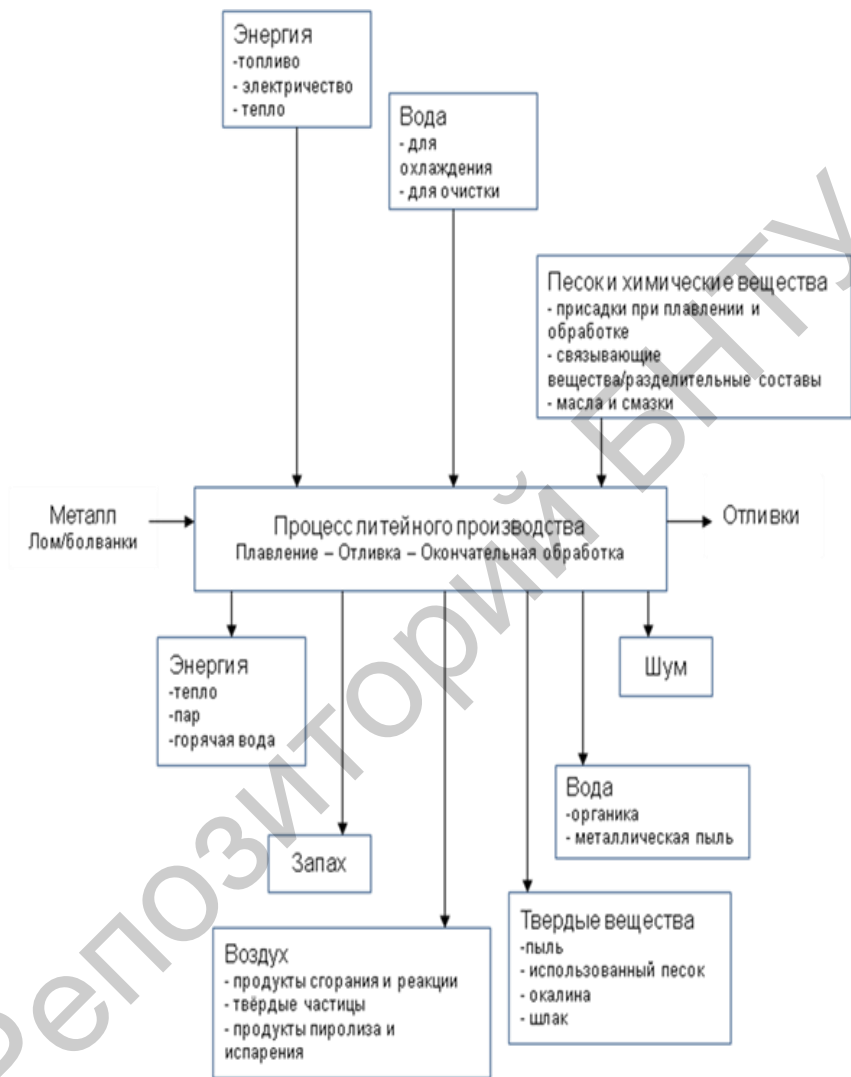 Энергия
-топливо
- электричество
- тепло
Вода
- для
охлаждения
- для очистки
Песок и химические вещества
- присадки при плавлении и
обработке
- связывающие
вещества/разделительные составы
- масла и смазки
Металл
Лом/болванки
Процесс литейного производства
Плавление – Отливка – Окончательная обработка
Отливки
Энергия
-тепло
-пар
-горячая вода
Шум
Вода
-органика
- металлическая пыль
Запах
Воздух
- продукты сгорания и реакции
- твёрдые частицы
- продукты пиролиза и
испарения
Твердые вещества
-пыль
- использованный песок
- окалина
- шлак
Репозиторий БНТУ